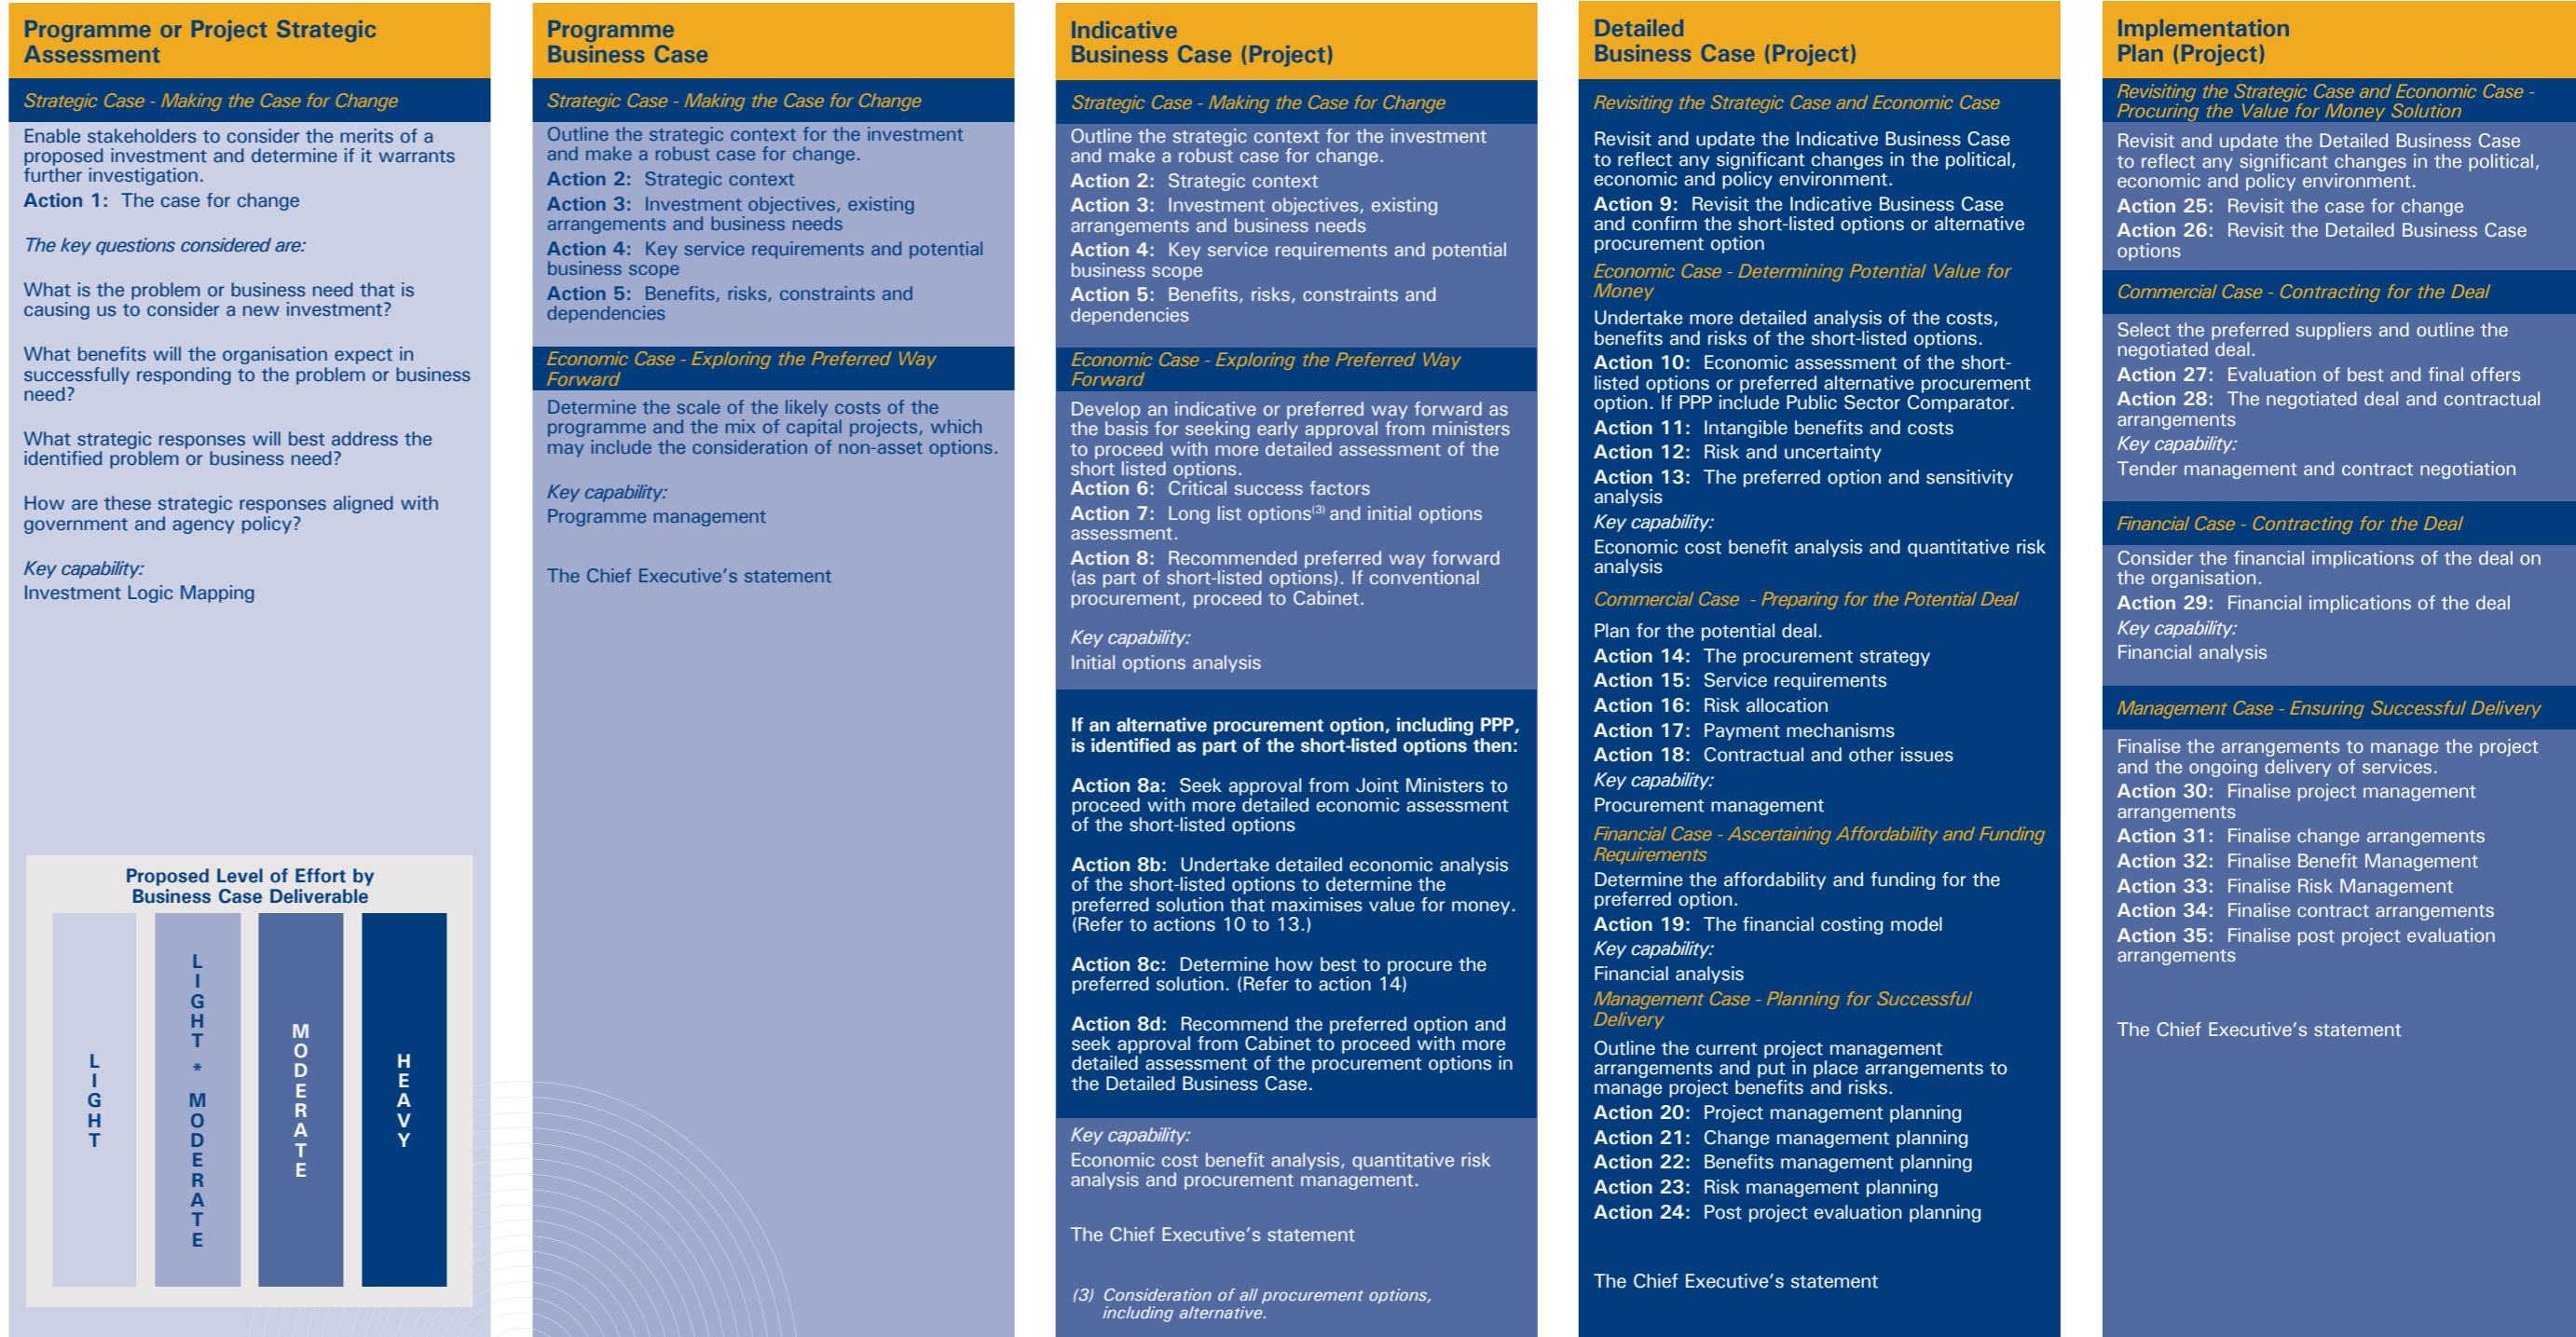 Programme or Project Strategic
Assessment
Strategic Case - Making the Case for Change
Enable stakeholders to consider the merits of a
proposed investment and determine if it warrants
further investigation.
Action 1: The case for change
The key questions considered are:
What is the problem or business need that is
causing us to consider a new investment?
What benefits will the organisation expect in
successfully responding to the problem or business
need?
What strategic responses will best address the
identified problem or business need?
How are these strategic responses aligned with
government and agency policy?
Key capability:
Investment Logic Mapping
Proposed Level of Effort by
Business Case Deliverable
LIGHT
LIGHT * MODERATE
MODERATE
HEAVY
Programme
Business Case
Strategic Case - Making the Case for Change
Outline the strategic context for the investment
and make a robust case for change.
Action 2: Strategic context
Action 3: Investment objectives, existing
arrangements and business needs
Action 4: Key service requirements and potential
business scope
Action 5: Benefits, risks, constraints and
dependencies
Economic Case - Exploring the Preferred Way
Forward
Determine the scale of the likely costs of the
programme and the mix of capital projects, which
may include the consideration of non-asset options.
Key capability:
Programme management
The Chief Executive's statement
Indicative
Business Case (Project)
Strategic Case - Making the Case for Change
Outline the strategic context for the investment
and make a robust case for change.
Action 2: Strategic context
Action 3: Investment objectives, existing
arrangements and business needs
Action 4: Key service requirements and potential
business scope
Action 5: Benefits, risks, constraints and
dependencies
Economic Case - Exploring the Preferred Way
Forward
Develop an indicative or preferred way forward as
the basis for seeking early approval from ministers
to proceed with more detailed assessment of the
short listed options.
Action 6: Critical success factors
Action 7: Long list options(3) and initial options
assessment.
Action 8: Recommended preferred way forward
(as part of short-listed options). If conventional
procurement, proceed to Cabinet.
Key capability:
Initial options analysis
If an alternative procurement option, including PPP,
is identified as part of the short-listed options then:
Action 8a: Seek approval from Joint Ministers to
proceed with more detailed economic assessment
of the short-listed options
Action 8b: Undertake detailed economic analysis
of the short-listed options to determine the
preferred solution that maximises value for money.
(Refer to actions 10 to 13.)
Action 8c: Determine how best to procure the
preferred solution. (Refer to action 14)
Action 8d: Recommend the preferred option and
seek approval from Cabinet to proceed with more
detailed assessment of the procurement options in
the Detailed Business Case.
Key capability:
Economic cost benefit analysis, quantitative risk
analysis and procurement management.
The Chief Executive's statement
(3) Consideration of all procurement options,
including alternative.
Detailed
Business Case (Project)
Revisiting the Strategic Case and Economic Case
Revisit and update the Indicative Business Case
to reflect any significant changes in the political,
economic and policy environment.
Action 9: Revisit the Indicative Business Case
and confirm the short-listed options or alternative
procurement option
Economic Case - Determining Potential Value for
Money
Undertake more detailed analysis of the costs,
benefits and risks of the short-listed options.
Action 10: Economic assessment of the short-
listed options or preferred alternative procurement
option. If PPP include Public Sector Comparator.
Action 11: Intangible benefits and costs
Action 12: Risk and uncertainty
Action 13: The preferred option and sensitivity
analysis
Key capability:
Economic cost benefit analysis and quantitative risk
analysis
Commercial Case - Preparing for the Potential Deal
Plan for the potential deal.
Action 14: The procurement strategy
Action 15: Service requirements
Action 16: Risk allocation
Action 17: Payment mechanisms
Action 18: Contractual and other issues
Key capability:
Procurement management
Financial Case - Ascertaining Affordability and Funding
Requirements
Determine the affordability and funding for the
preferred option.
Action 19: The financial costing model
Key capability:
Financial analysis
Management Case - Planning for Successful
Delivery
Outline the current project management
arrangements and put in place arrangements to
manage project benefits and risks.
Action 20: Project management planning
Action 21: Change management planning
Action 22: Benefits management planning
Action 23: Risk management planning
Action 24: Post project evaluation planning
The Chief Executive's statement
Implementation
Plan (Project)
Revisiting the Strategic Case and Economic Case -
Procuring the Value for Money Solution
Revisit and update the Detailed Business Case
to reflect any significant changes in the political,
economic and policy environment.
Action 25: Revisit the case for change
Action 26: Revisit the Detailed Business Case
options
Commercial Case - Contracting for the Deal
Select the preferred suppliers and outline the
negotiated deal.
Action 27: Evaluation of best and final offers
Action 28: The negotiated deal and contractual
arrangements
Key capability:
Tender management and contract negotiation
Financial Case - Contracting for the Deal
Consider the financial implications of the deal on
the organisation.
Action 29: Financial implications of the deal
Key capability:
Financial analysis
Management Case - Ensuring Successful Delivery
Finalise the arrangements to manage the project
and the ongoing delivery of services.
Action 30: Finalise project management
arrangements
Action 31: Finalise change arrangements
Action 32: Finalise Benefit Management
Action 33: Finalise Risk Management
Action 34: Finalise contract arrangements
Action 35: Finalise post project evaluation
arrangements
The Chief Executive's statement